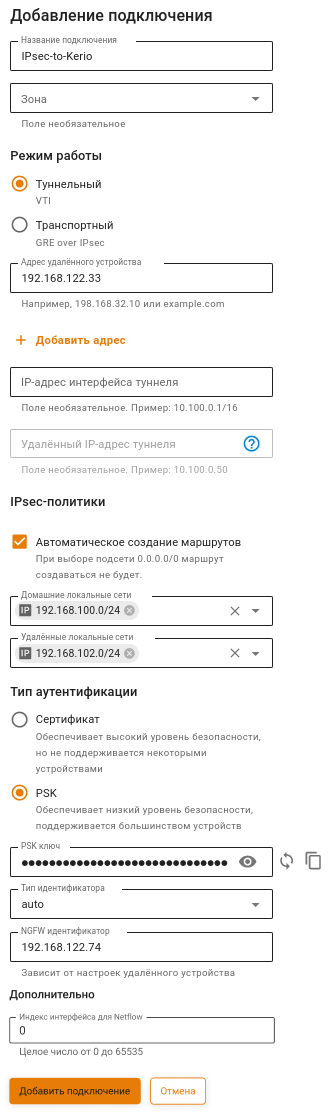 Добавление подключения
Название подключения
IPsec-to-Kerio
Зона
Поле необязательное
Режим работы
Туннельный
VTI
Транспортный
GRE over IPsec
Адрес удалённого устройства
192.168.122.33
Например, 198.168.32.10 или example.com
+ Добавить адрес
IP-адрес интерфейса туннеля
Поле необязательное. Пример: 10.100.0.1/16
Удалённый IP-адрес туннеля
Поле необязательное. Пример: 10.100.0.50
IPsec-политики
Автоматическое создание маршрутов
При выборе подсети 0.0.0.0/0 маршрут
создаваться не будет.
Домашние локальные сети
IP 192.168.100.0/24
Удалённые локальные сети
IP 192.168.102.0/24
Тип аутентификации
Сертификат
Обеспечивает высокий уровень безопасности,
но не поддерживается некоторыми
устройствами
PSK
Обеспечивает низкий уровень безопасности,
поддерживается большинством устройств
PSK ключ
Тип идентификатора
auto
NGFW идентификатор
192.168.122.74
Зависит от настроек удалённого устройства
Дополнительно
Индекс интерфейса для Netflow
0
Целое число от 0 до 65535
Добавить подключение
Отмена